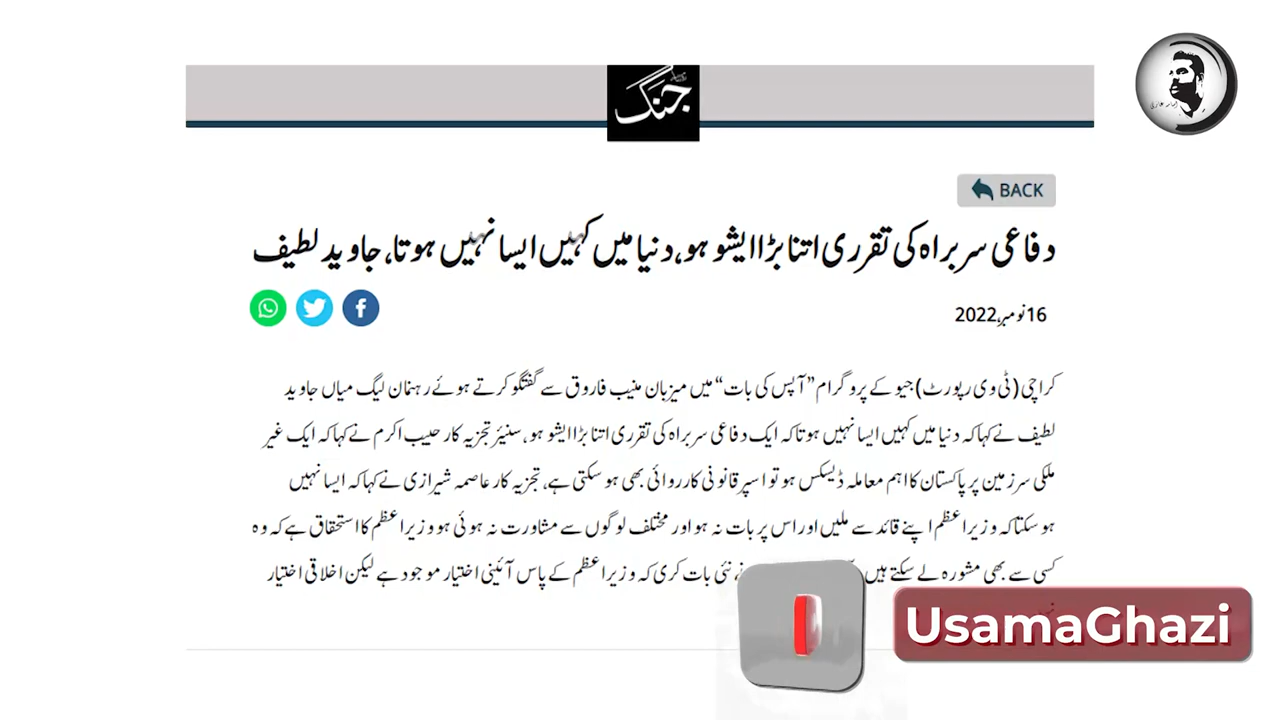 جنگ
BACK
دفاعی سربراہ کی تقرری اتنا بڑا ایشو ہو، دنیا میں کہیں ایسا نہیں ہوتا، جاوید لطیف
16 نومبر، 2022
کراچی (ٹی وی رپورٹ) جیو کے پروگرام ”آپس کی بات“ میں میزبان منیب فاروق سے گفتگو کرتے ہوئے رہنمان لیگ میاں جاوید
لطیف نے کہا کہ دنیا میں کہیں ایسا نہیں ہوتا کہ ایک دفاعی سربراہ کی تقرری اتنا بڑا ایشو ہو، سنیئر تجزیہ کار حبیب اکرم نے کہا کہ ایک غیر
ملکی سرزمین پر پاکستان کا اہم معاملہ ڈیسکس ہو تو اسپر قانونی کارروائی بھی ہو سکتی ہے، تجزیہ کار عاصمہ شیرازی نے کہا کہ ایسا نہیں
ہو سکتا کہ وزیراعظم اپنے قائد سے ملیں اور اس پر بات نہ ہو اور مختلف لوگوں سے مشاورت نہ ہوئی ہو وزیراعظم کا استحقاق ہے کہ وہ
کسی سے بھی مشورہ لے سکتے ہیں نئی بات کری کہ وزیراعظم کے پاس آئینی اختیار موجود ہے لیکن اخلاقی اختیار
UsamaGhazi